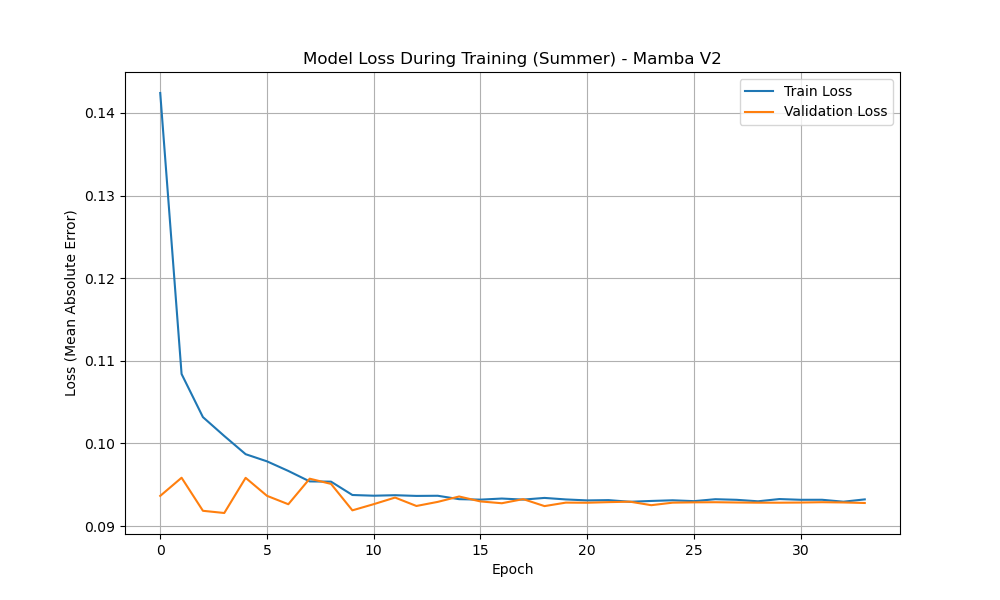 Model Loss During Training (Summer) - Mamba V2
Train Loss
Validation Loss
Loss (Mean Absolute Error)
0.14
0.13
0.12
0.11
0.10
0.09
0
5
10
15
20
25
30
Epoch